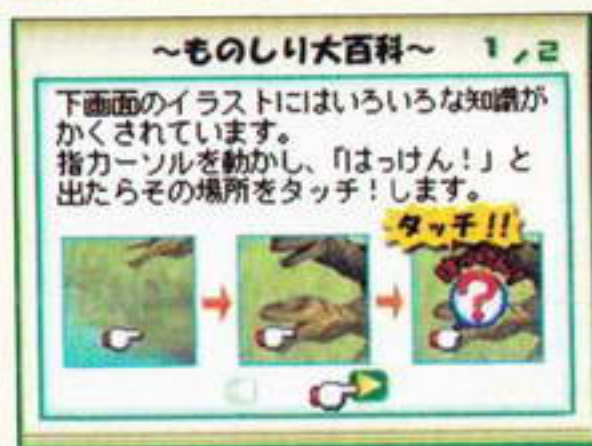 ～ものしり大百科～ 1/2
下画面のイラストにはいろいろな知識が
かくされています。
指カーソルを動かし、「はっけん！」と
出たらその場所をタッチ！します。
タッチ!!
?